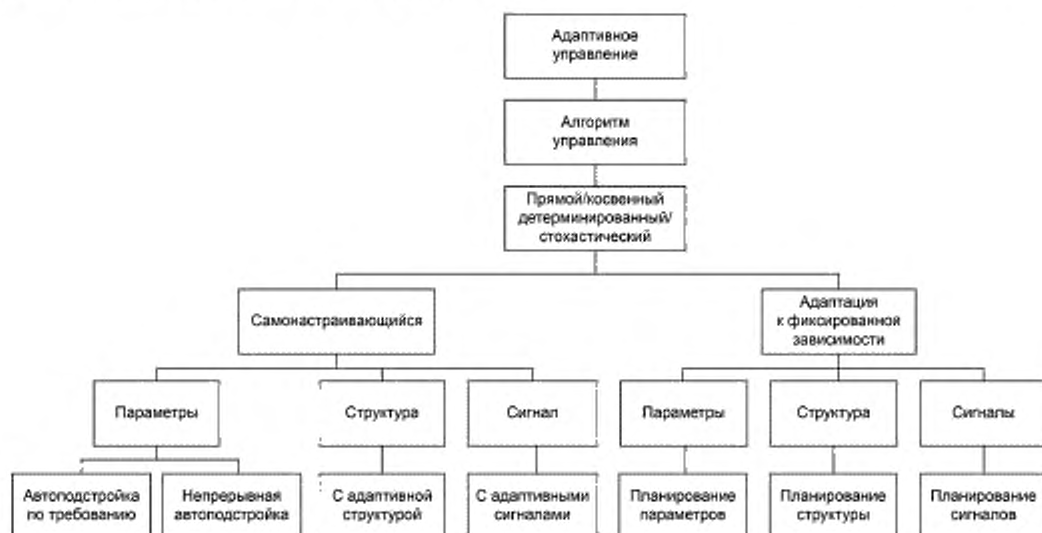 Адаптивное
управление
Алгоритм
управления
Прямой/косвенный
детерминированный/
стохастический
Самонастраивающийся
Адаптация
к фиксированной
зависимости
Параметры
Структура
Сигнал
Параметры
Структура
Сигналы
Автоподстройка
по требованию
Непрерывная
автоподстройка
С адаптивной
структурой
С адаптивными
сигналами
Планирование
параметров
Планирование
структуры
Планирование
сигналов